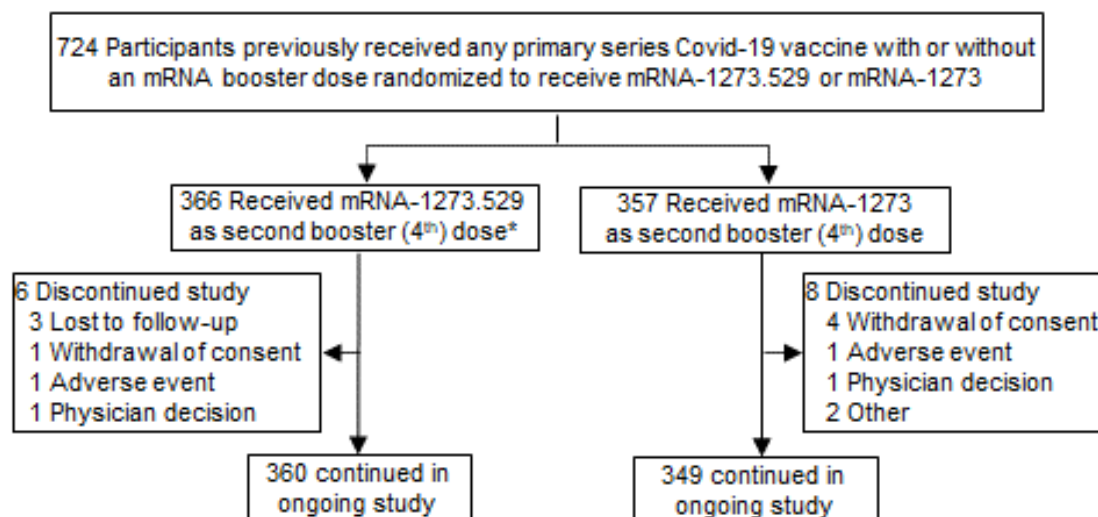 724 Participants previously received any primary series Covid-19 vaccine with or without
an mRNA booster dose randomized to receive mRNA-1273.529 or mRNA-1273
366 Received mRNA-1273.529
as second booster (4th) dose*
357 Received mRNA-1273
as second booster (4th) dose
6 Discontinued study
3 Lost to follow-up
1 Withdrawal of consent
1 Adverse event
1 Physician decision
8 Discontinued study
4 Withdrawal of consent
1 Adverse event
1 Physician decision
2 Other
360 continued in
ongoing study
349 continued in
ongoing study